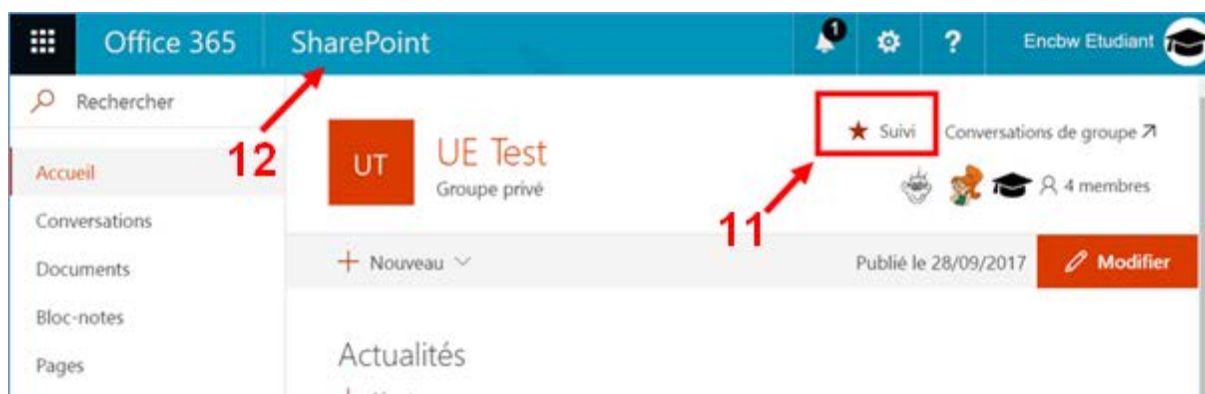 Office 365 SharePoint 1 ? Encbw Etudiant
Rechercher
12
Suivi Conversations de groupe
UT UE Test
Groupe privé
4 membres
11
Accueil
Conversations
Documents
Bloc-notes
Pages
+ Nouveau Publié le 28/09/2017 Modifier
Actualités